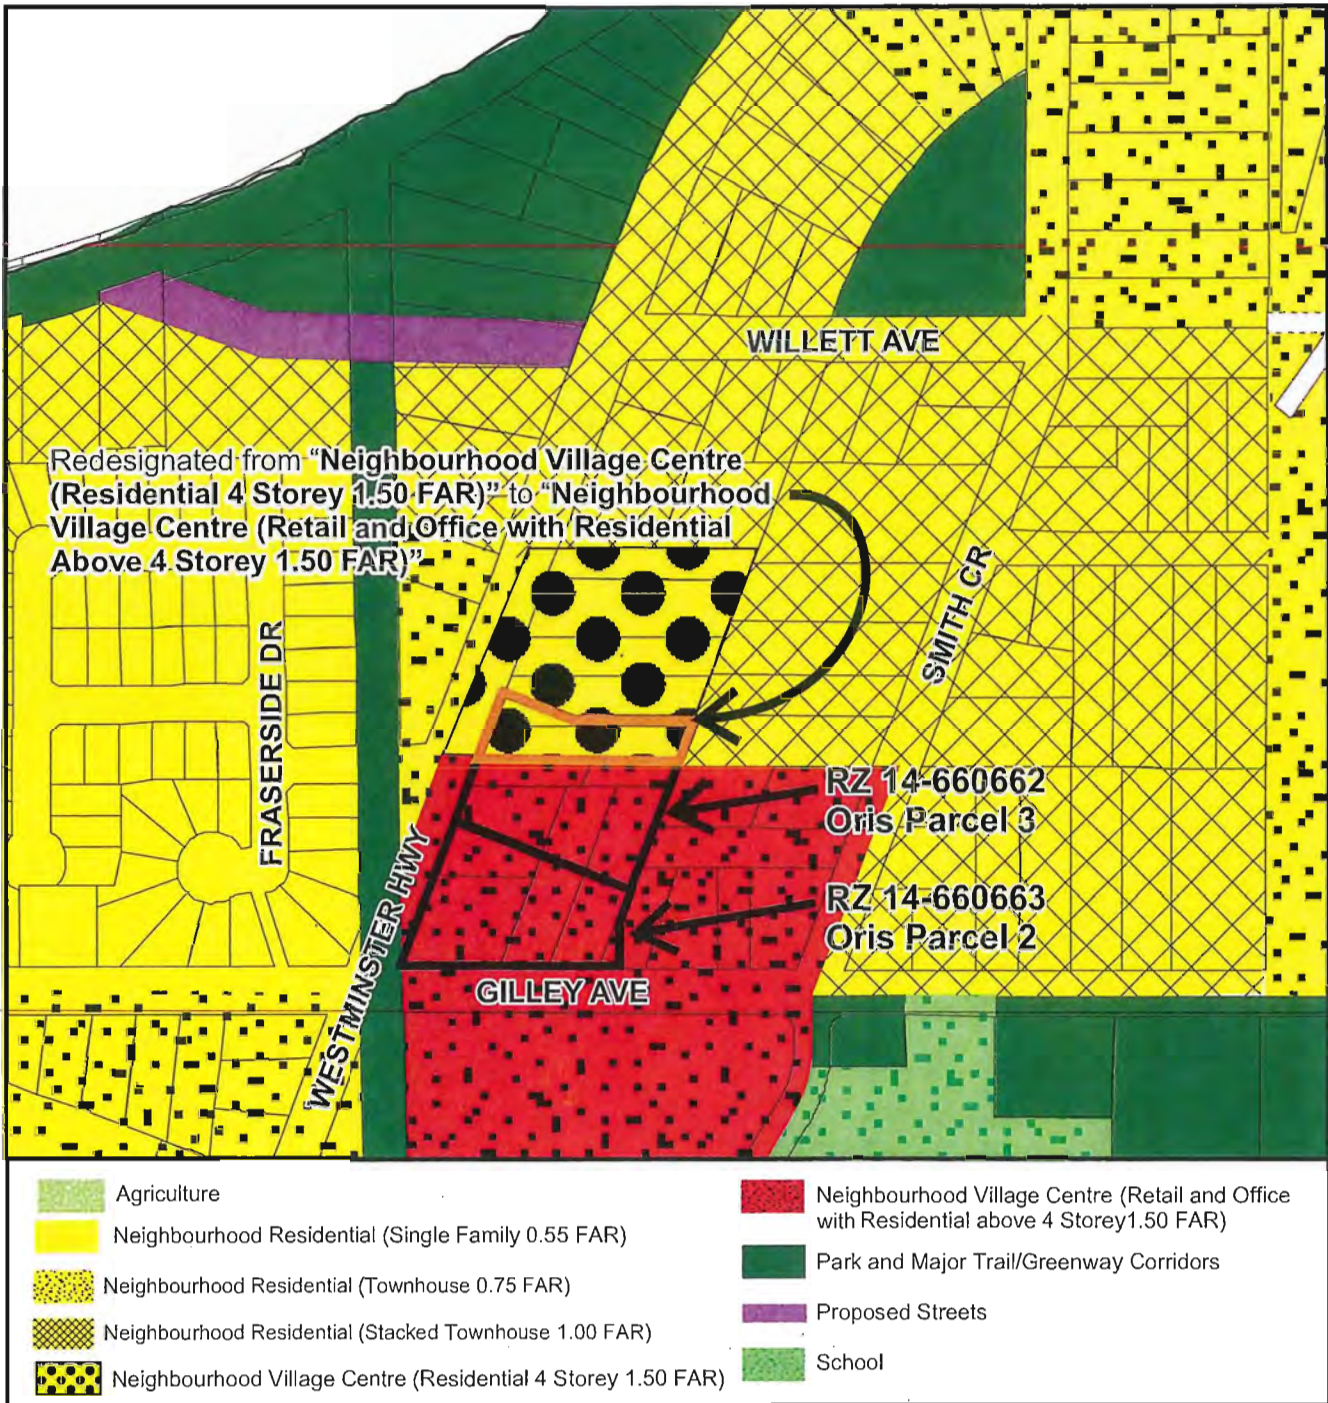 WILLETT AVE
Redesignated from “Neighbourhood Village Centre
(Residential 4 Storey 1.50 FAR)” to “Neighbourhood
Village Centre (Retail and Office with Residential
Above 4 Storey 1.50 FAR)”
SMITH CR
FRASERSIDE DR
RZ 14-660662
Oris Parcel 3
WESTMINSTER HWY
RZ 14-660663
Oris Parcel 2
GILLEY AVE
Agriculture
Neighbourhood Residential (Single Family 0.55 FAR)
Neighbourhood Residential (Townhouse 0.75 FAR)
Neighbourhood Residential (Stacked Townhouse 1.00 FAR)
Neighbourhood Village Centre (Residential 4 Storey 1.50 FAR)
Neighbourhood Village Centre (Retail and Office
with Residential above 4 Storey1.50 FAR)
Park and Major Trail/Greenway Corridors
Proposed Streets
School